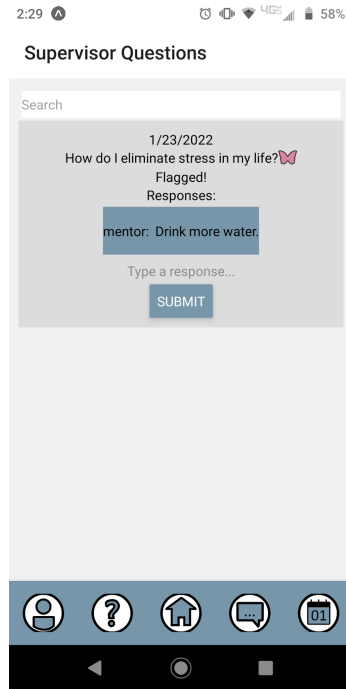 2:29
4G
58%
Supervisor Questions
Search
1/23/2022
How do I eliminate stress in my life?
Flagged!
Responses:
mentor: Drink more water.
Type a response...
SUBMIT
?
...
01